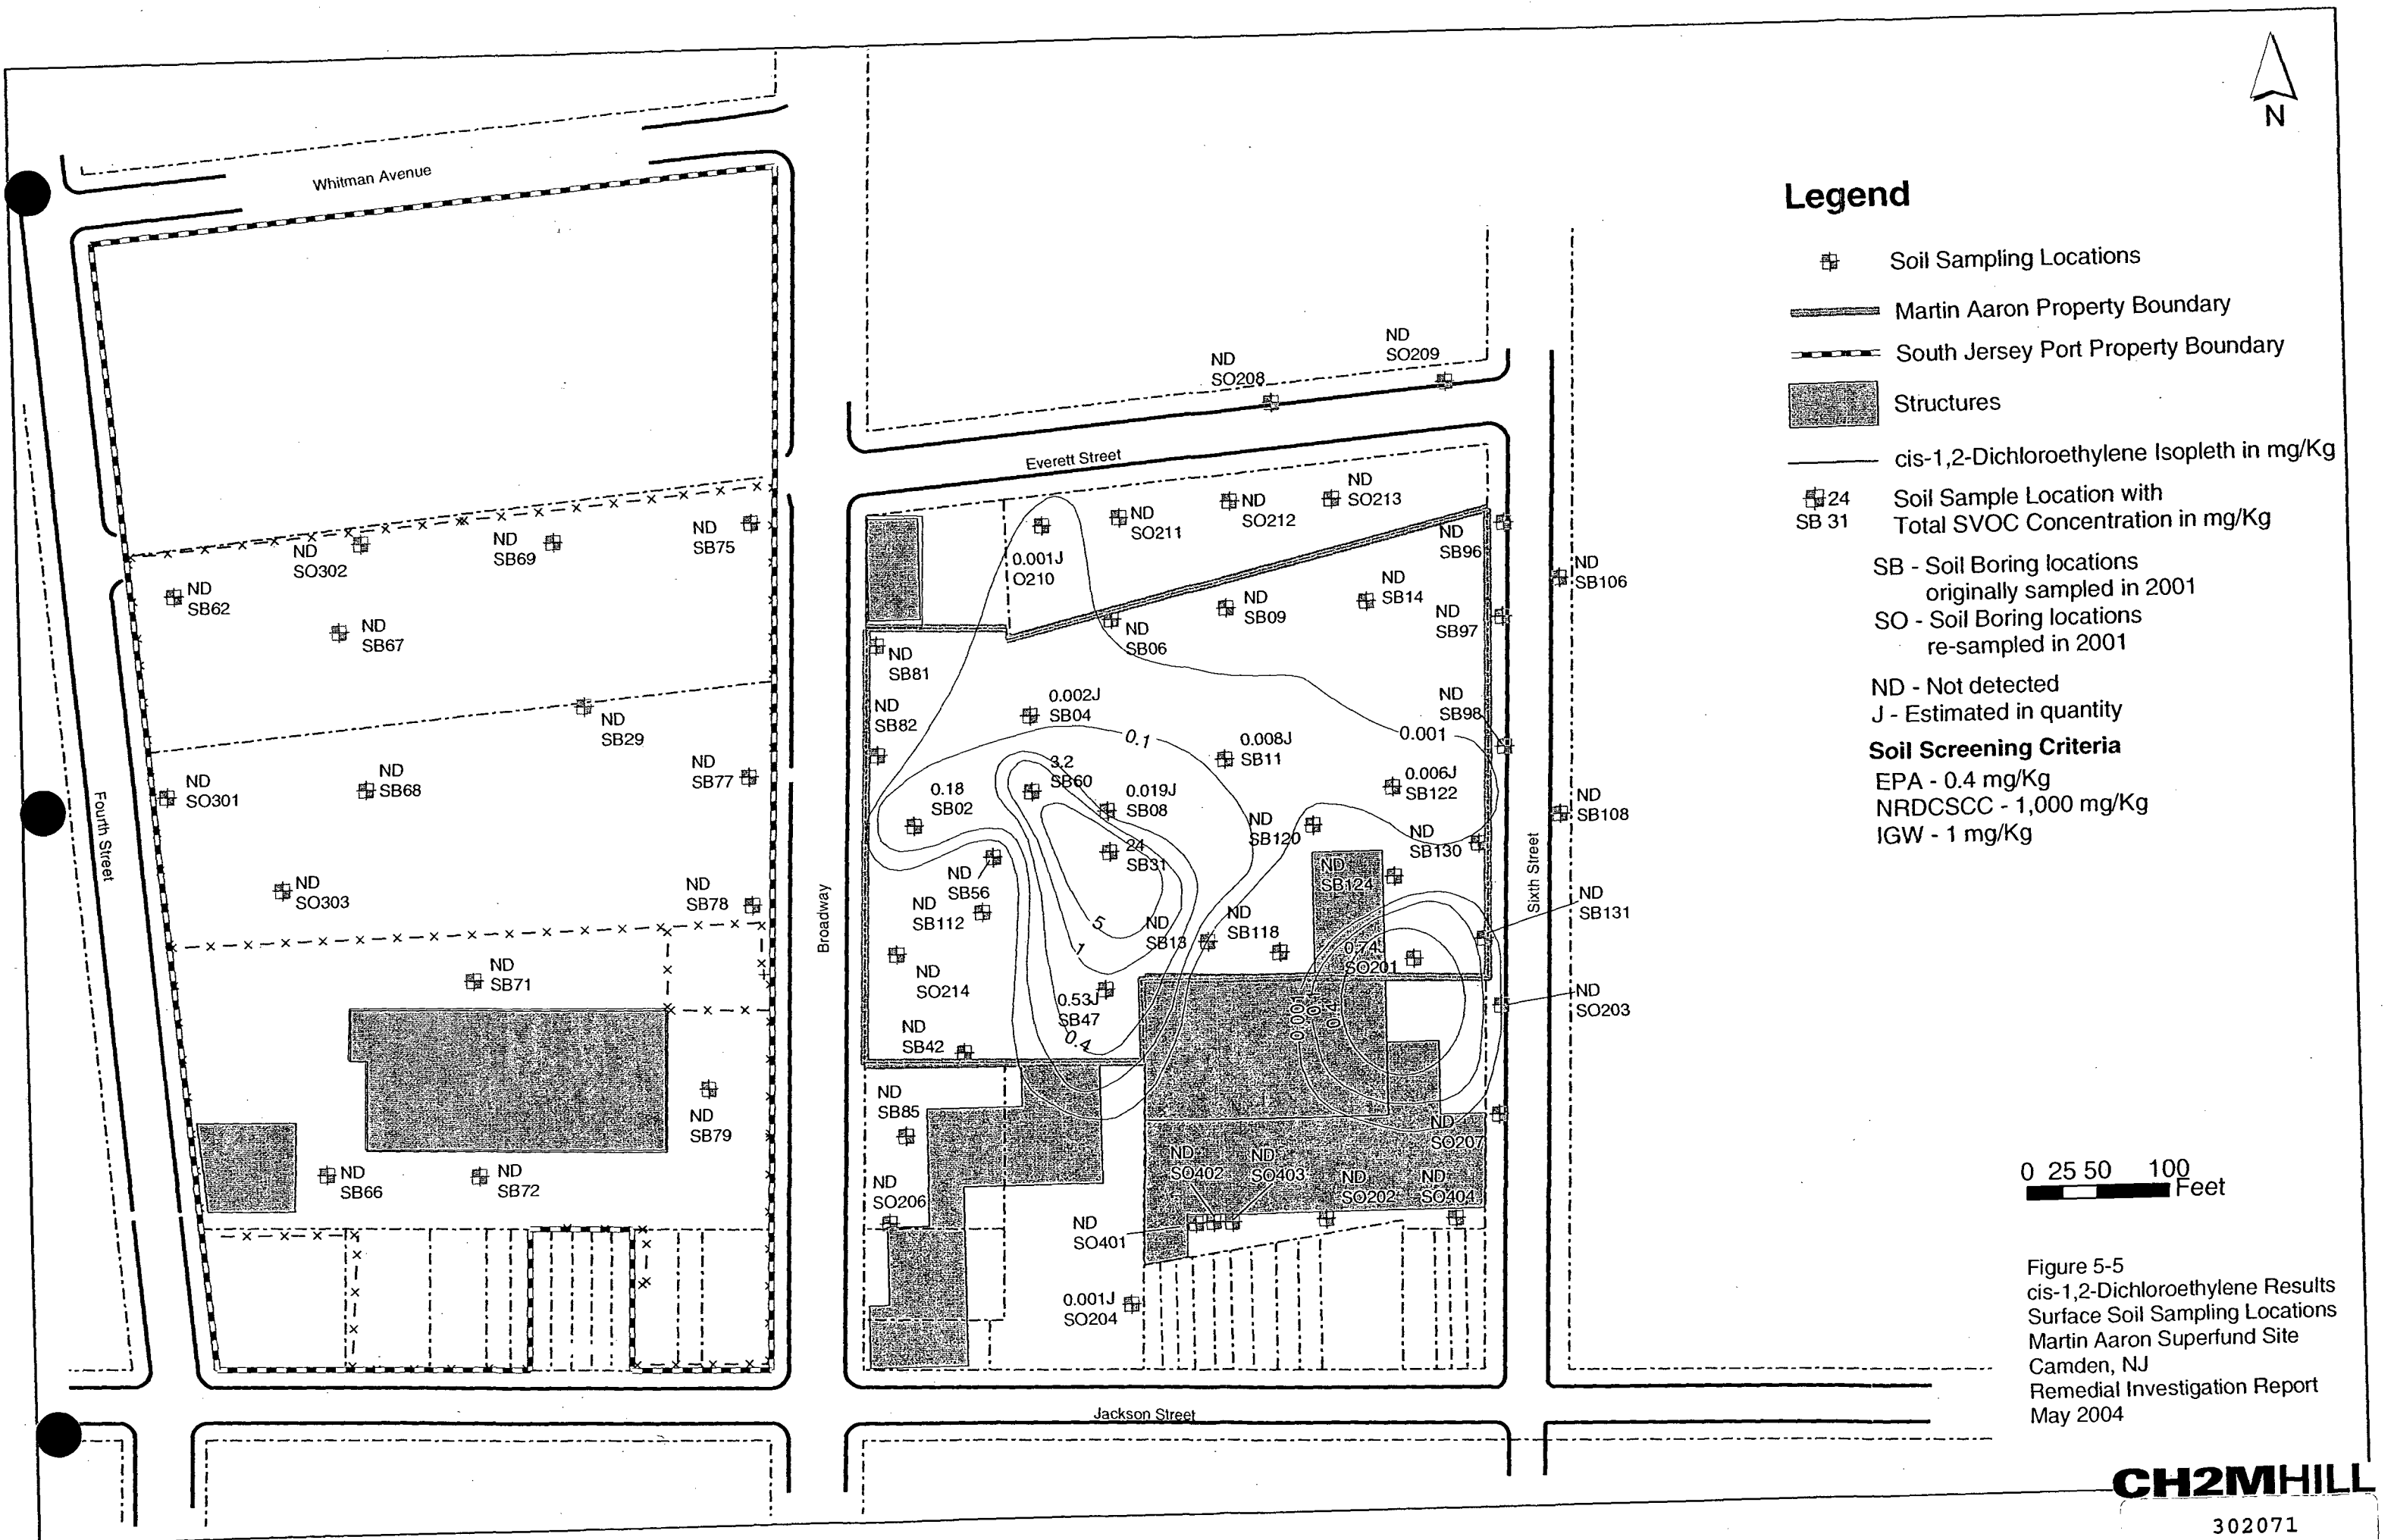 N
Legend
Soil Sampling Locations
Martin Aaron Property Boundary
South Jersey Port Property Boundary
Structures
cis-1,2-Dichloroethylene Isopleth in mg/Kg
24
SB 31
Soil Sample Location with
Total SVOC Concentration in mg/Kg
SB - Soil Boring locations
originally sampled in 2001
SO - Soil Boring locations
re-sampled in 2001
ND - Not detected
J - Estimated in quantity
Soil Screening Criteria
EPA - 0.4 mg/Kg
NRDCSCC - 1,000 mg/Kg
IGW - 1 mg/Kg
0 25 50 100
Feet
Figure 5-5
cis-1,2-Dichloroethylene Results
Surface Soil Sampling Locations
Martin Aaron Superfund Site
Camden, NJ
Remedial Investigation Report
May 2004
CH2MHILL
302071
Whitman Avenue
Everett Street
Fourth Street
Broadway
Sixth Street
Jackson Street
ND
SO302
ND
SB69
ND
SB75
ND
SB62
ND
SB67
ND
SB29
ND
SO301
ND
SB68
ND
SB77
ND
SO303
ND
SB78
ND
SB71
ND
SB79
ND
SB66
ND
SB72
ND
SO208
ND
SO209
0.001J
O210
ND
SO211
ND
SO212
ND
SO213
ND
SB96
ND
SB106
ND
SB06
ND
SB09
ND
SB14
ND
SB97
ND
SB81
ND
SB82
0.002J
SB04
0.1
0.008J
SB11
ND
SB98
0.001
0.006J
SB122
0.18
SB02
3.2
SB60
0.019J
SB08
ND
SB120
ND
SB130
ND
SB108
24
SB31
ND
SB56
ND
SB112
ND
SB124
ND
SB131
5
1
ND
SB13
ND
SB118
0.74J
SO201
ND
SO214
0.53J
SB47
0.4
ND
SO203
0.001
0.1
0.4
ND
SB42
ND
SB85
ND
SO207
ND
SO206
ND
SO402
ND
SO403
ND
SO202
ND
SO404
ND
SO401
0.001J
SO204